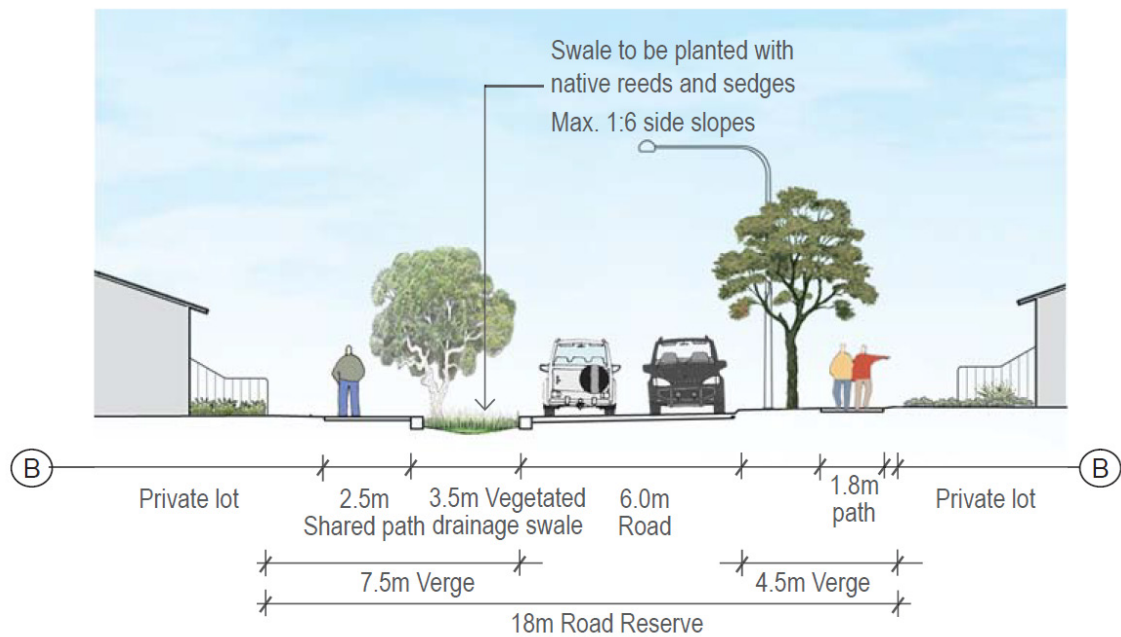 Swale to be planted with
native reeds and sedges
Max. 1:6 side slopes
B
B
Private lot
2.5m
Shared path
3.5m Vegetated
drainage swale
6.0m
Road
1.8m
path
Private lot
7.5m Verge
4.5m Verge
18m Road Reserve